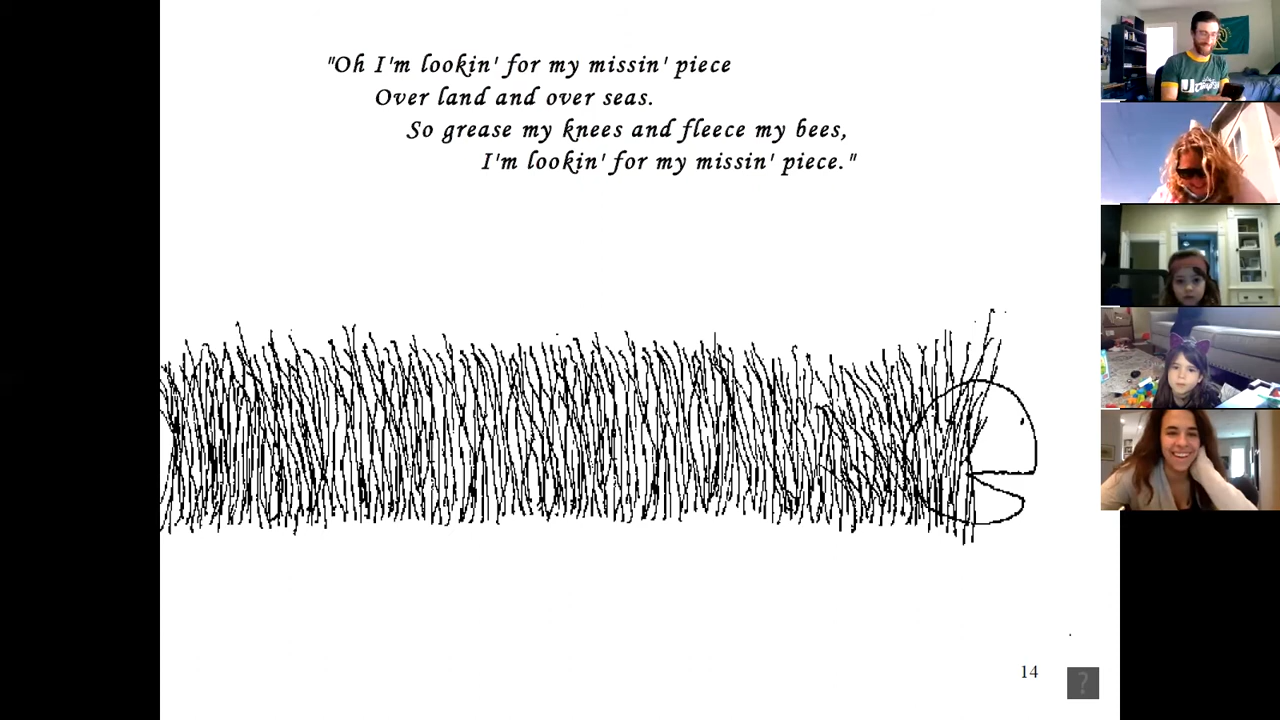 "Oh I'm lookin' for my missin' piece
Over land and over seas.
So grease my knees and fleece my bees,
I'm lookin' for my missin' piece."
14
?